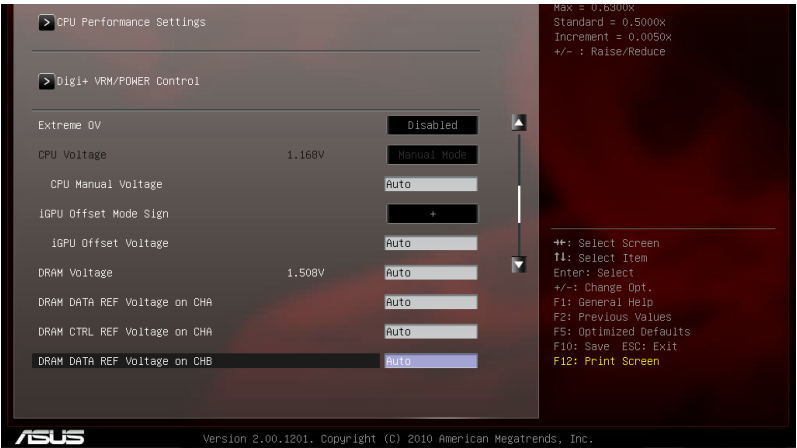 CPU Performance Settings
Digi+ VRM/POWER Control
Extreme OV Disabled
CPU Voltage 1.168V Manual Mode
CPU Manual Voltage Auto
iGPU Offset Mode Sign +
iGPU Offset Voltage Auto
DRAM Voltage 1.508V Auto
DRAM DATA REF Voltage on CHA Auto
DRAM CTRL REF Voltage on CHA Auto
DRAM DATA REF Voltage on CHB Auto
Max = 0.6300x
Standard = 0.5000x
Increment = 0.0050x
+/- : Raise/Reduce
→←: Select Screen
↑↓: Select Item
Enter: Select
+/-: Change Opt.
F1: General Help
F2: Previous Values
F5: Optimized Defaults
F10: Save ESC: Exit
F12: Print Screen
ASUS
Version 2.00.1201. Copyright (C) 2010 American Megatrends, Inc.